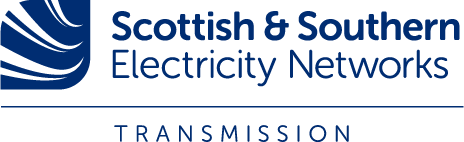 Scottish & Southern
Electricity Networks
TRANSMISSION